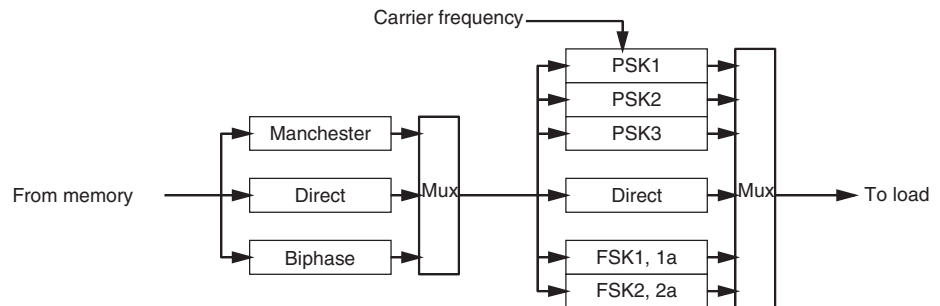 Carrier frequency
PSK1
PSK2
Manchester
PSK3
From memory
Direct
Mux
Direct
Mux
To load
Biphase
FSK1, 1a
FSK2, 2a